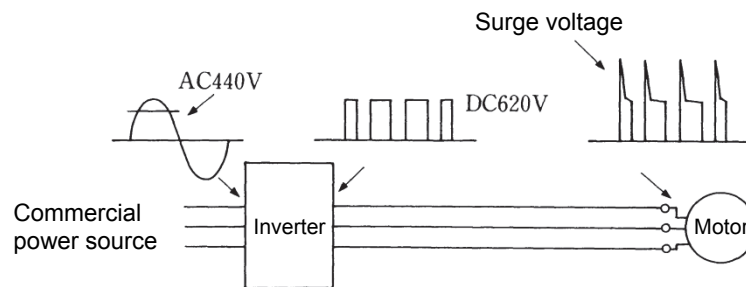 Surge voltage
AC440V
DC620V
Commercial
power source
Inverter
Motor